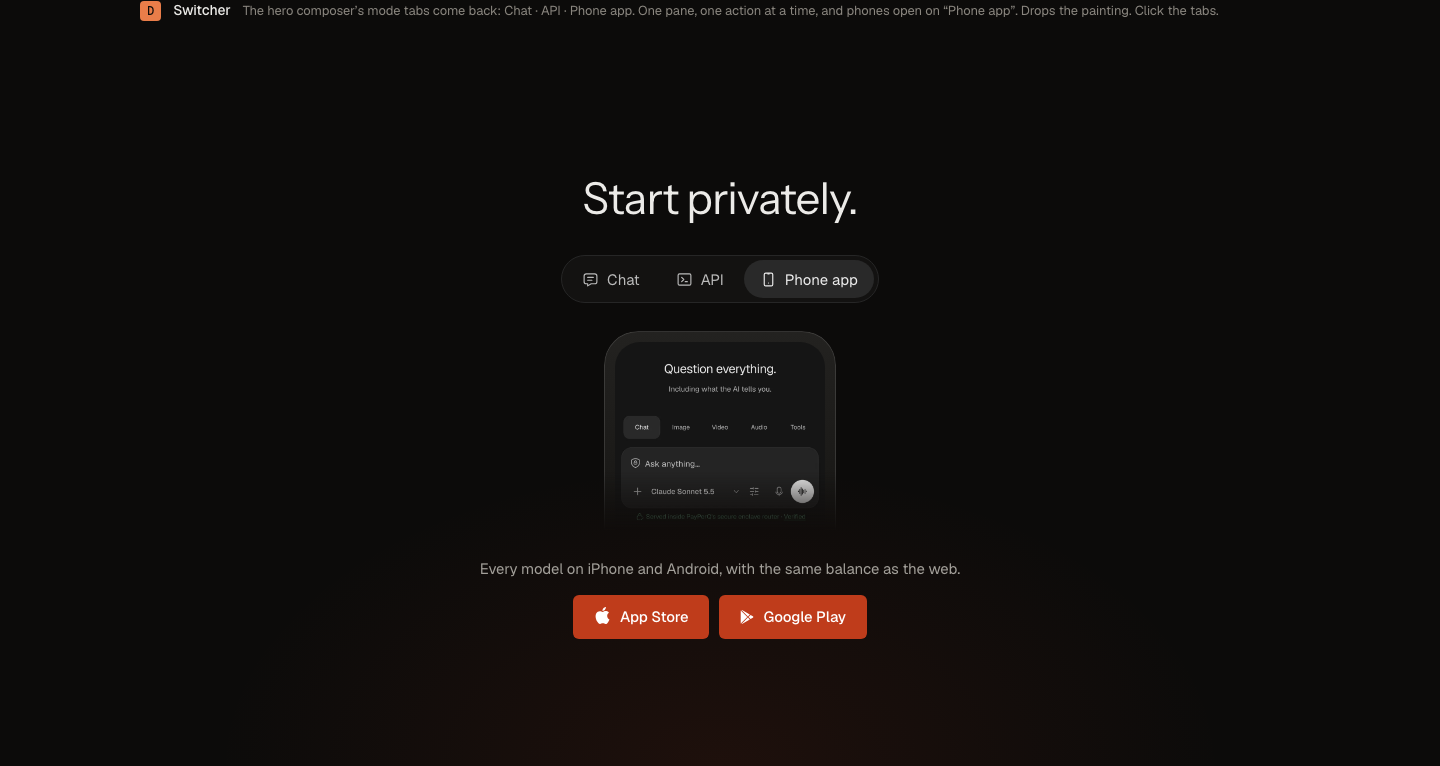 D Switcher The hero composer’s mode tabs come back: Chat · API · Phone app. One pane, one action at a time, and phones open on “Phone app”. Drops the painting. Click the tabs.
Start privately.
Chat API Phone app
Question everything.
Including what the AI tells you.
Chat Image Video Audio Tools
Ask anything...
Claude Sonnet 5.5
Every model on iPhone and Android, with the same balance as the web.
App Store Google Play